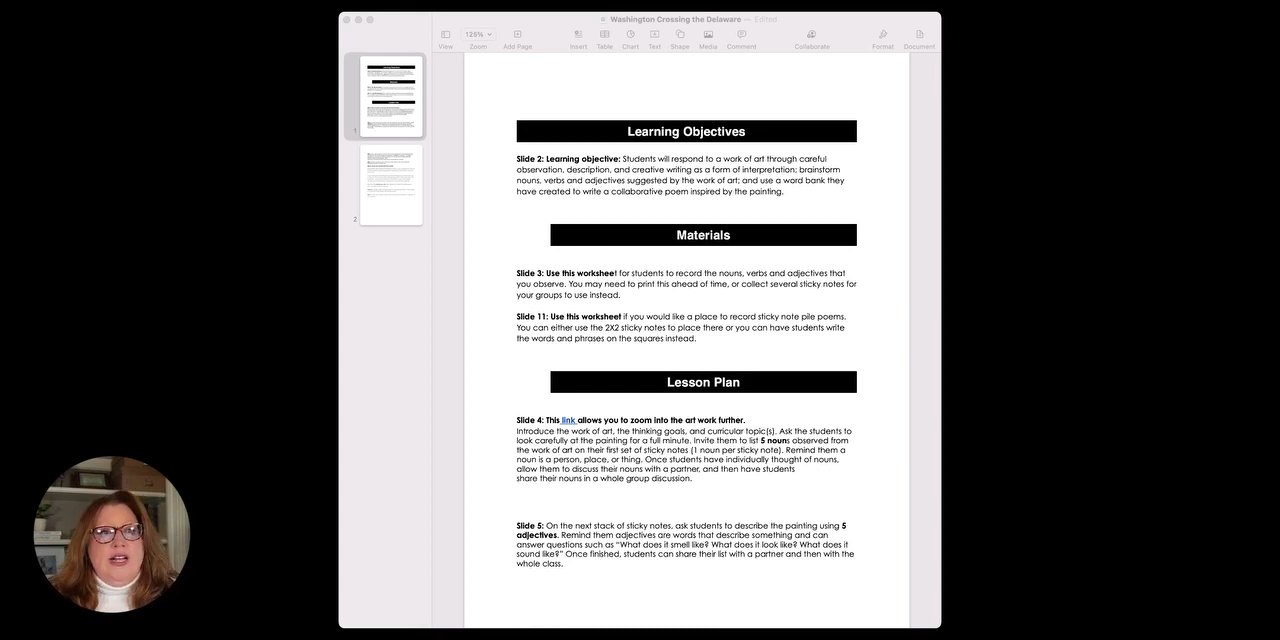 Washington Crossing the Delaware — Edited
125%
View Zoom Add Page Insert Table Chart Text Shape Media Comment Collaborate Format Document
1
2
Learning Objectives
Slide 2: Learning objective: Students will respond to a work of art through careful
observation, description, and creative writing as a form of interpretation; brainstorm
nouns, verbs and adjectives suggested by the work of art; and use a word bank they
have created to write a collaborative poem inspired by the painting.
Materials
Slide 3: Use this worksheet for students to record the nouns, verbs and adjectives that
you observe. You may need to print this ahead of time, or collect several sticky notes for
your groups to use instead.
Slide 11: Use this worksheet if you would like a place to record sticky note pile poems.
You can either use the 2X2 sticky notes to place there or you can have students write
the words and phrases on the squares instead.
Lesson Plan
Slide 4: This link allows you to zoom into the art work further.
Introduce the work of art, the thinking goals, and curricular topic(s). Ask the students to
look carefully at the painting for a full minute. Invite them to list 5 nouns observed from
the work of art on their first set of sticky notes (1 noun per sticky note). Remind them a
noun is a person, place, or thing. Once students have individually thought of nouns,
allow them to discuss their nouns with a partner, and then have students
share their nouns in a whole group discussion.
Slide 5: On the next stack of sticky notes, ask students to describe the painting using 5
adjectives. Remind them adjectives are words that describe something and can
answer questions such as "What does it smell like? What does it look like? What does it
sound like?" Once finished, students can share their list with a partner and then with the
whole class.